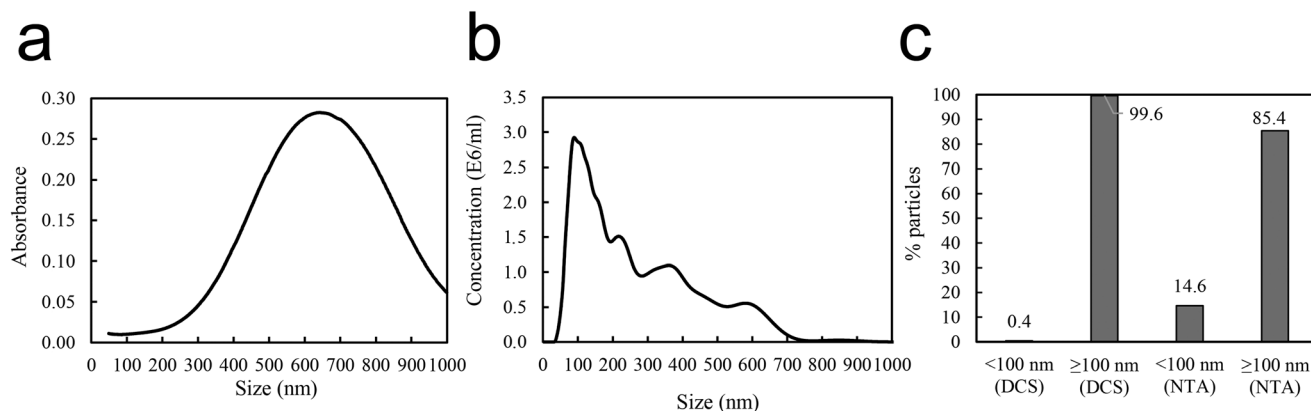 a
0.30
0.25
0.20
0.15
0.10
0.05
0.00
Absorbance
0 100 200 300 400 500 600 700 800 900 1000
Size (nm)
b
3.5
3.0
2.5
2.0
1.5
1.0
0.5
0.0
Concentration (E6/ml)
0 100 200 300 400 500 600 700 800 900 1000
Size (nm)
c
100
90
80
70
60
50
40
30
20
10
0
% particles
0.4
99.6
14.6
85.4
<100 nm
(DCS)
≥100 nm
(DCS)
<100 nm
(NTA)
≥100 nm
(NTA)